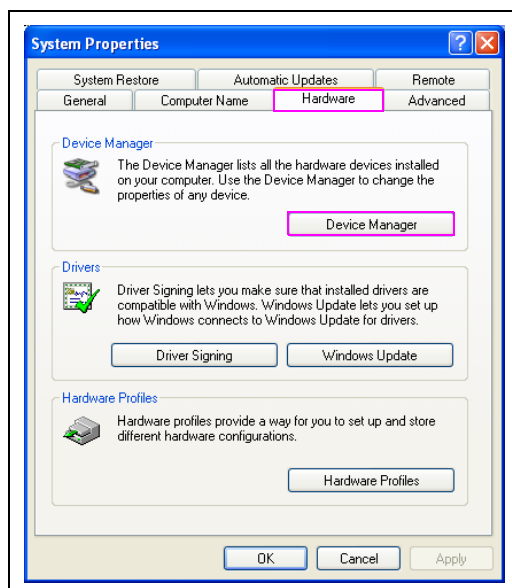 System Properties
System Restore Automatic Updates Remote
General Computer Name Hardware Advanced
Device Manager
The Device Manager lists all the hardware devices installed
on your computer. Use the Device Manager to change the
properties of any device.
Device Manager
Drivers
Driver Signing lets you make sure that installed drivers are
compatible with Windows. Windows Update lets you set up
how Windows connects to Windows Update for drivers.
Driver Signing Windows Update
Hardware Profiles
Hardware profiles provide a way for you to set up and store
different hardware configurations.
Hardware Profiles
OK Cancel Apply